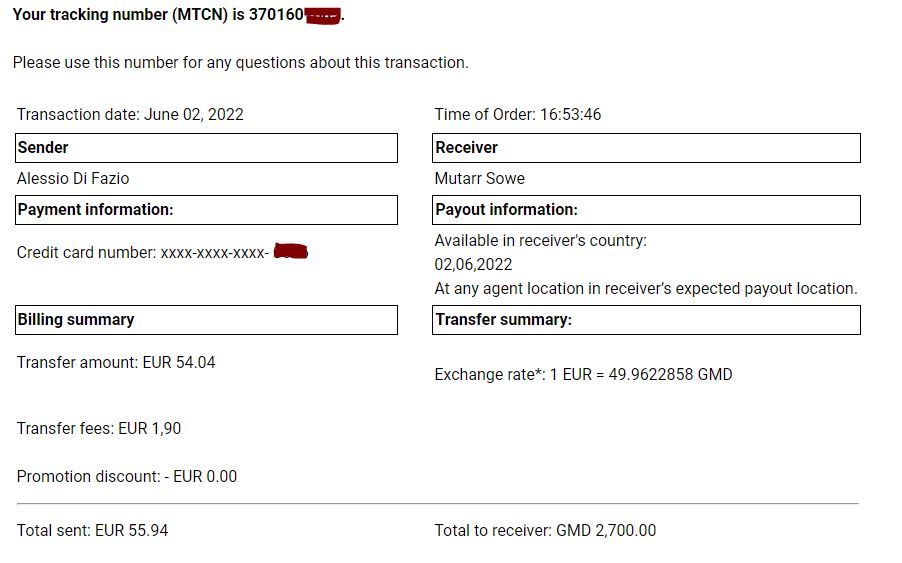 Your tracking number (MTCN) is 370160 .
Please use this number for any questions about this transaction.
Transaction date: June 02, 2022
Time of Order: 16:53:46
Sender
Receiver
Alessio Di Fazio
Mutarr Sowe
Payment information:
Payout information:
Credit card number: xxxx-xxxx-xxxx-
Available in receiver's country:
02,06,2022
At any agent location in receiver's expected payout location.
Billing summary
Transfer summary:
Transfer amount: EUR 54.04
Exchange rate*: 1 EUR = 49.9622858 GMD
Transfer fees: EUR 1,90
Promotion discount: - EUR 0.00
Total sent: EUR 55.94
Total to receiver: GMD 2,700.00